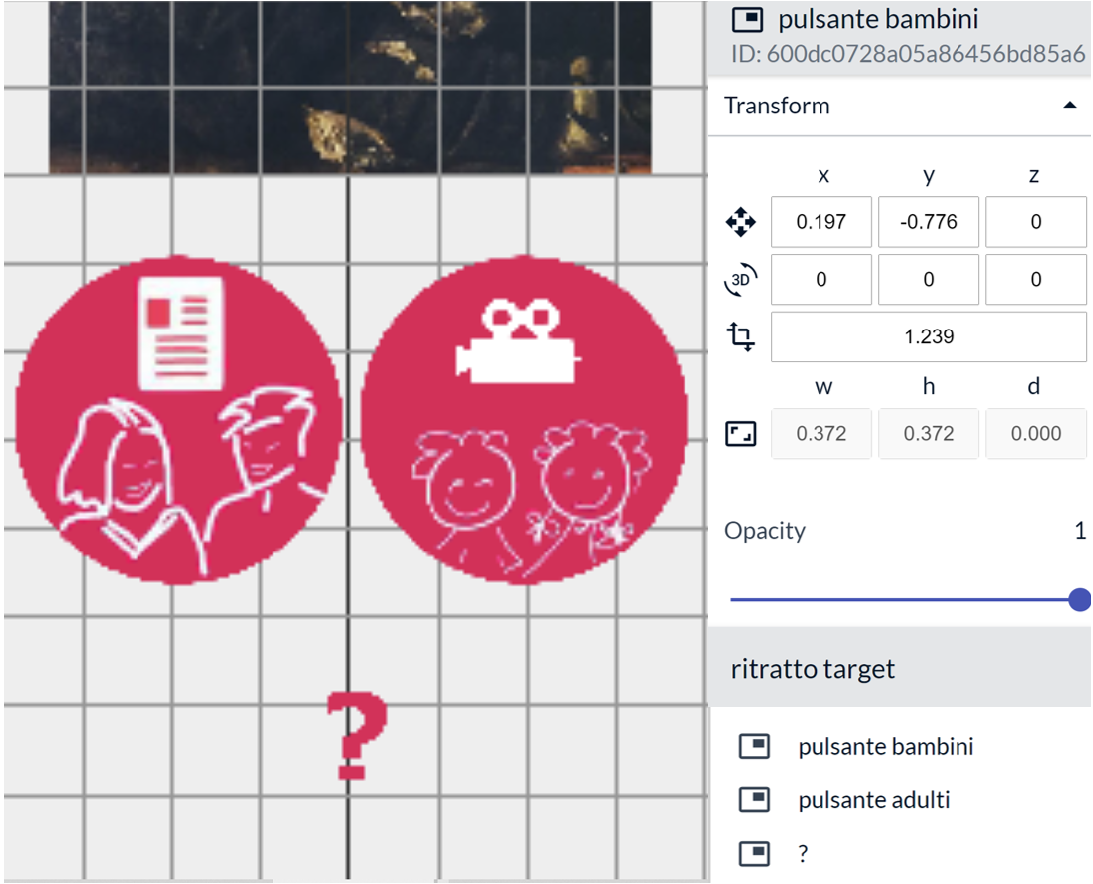 pulsante bambini
ID: 600dc0728a05a86456bd85a6
Transform
x y z
0.197 -0.776 0
3D 0 0 0
1.239
w h d
0.372 0.372 0.000
Opacity 1
ritratto target
pulsante bambini
pulsante adulti
?
?